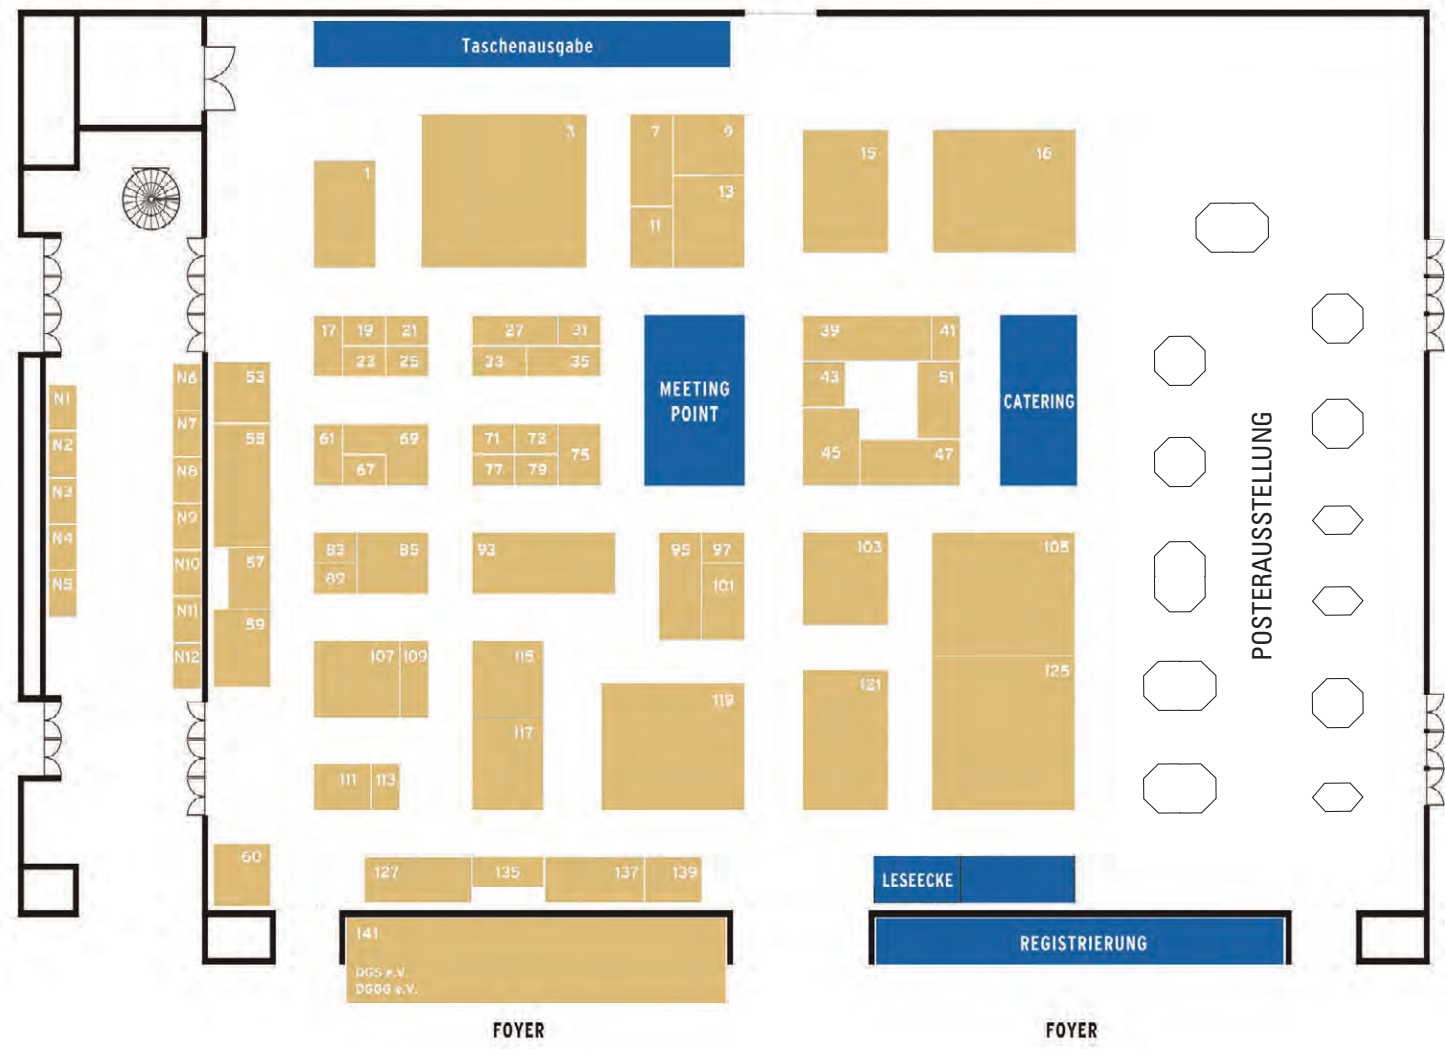 Taschenausgabe
3
7
9
15
16
1
13
11
17
19
21
27
31
39
41
23
25
33
35
N6
53
43
51
MEETING
POINT
CATERING
N1
N7
61
69
71
73
55
N2
75
45
47
67
77
79
N8
N3
N9
POSTERAUSSTELLUNG
N4
83
85
93
95
97
103
105
N10
57
N5
89
101
N11
59
N12
107
109
115
121
125
119
117
111
113
60
127
135
137
139
LESEECKE
141
REGISTRIERUNG
DGS e.V.
DGGG e.V.
FOYER
FOYER